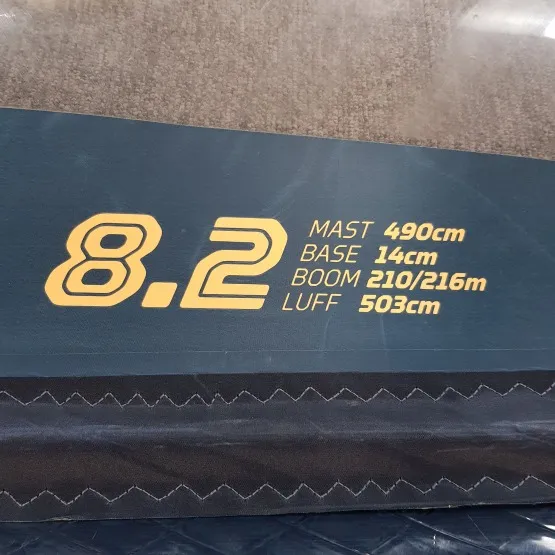 8.2
MAST 490cm
BASE 14cm
BOOM 210/216m
LUFF 503cm